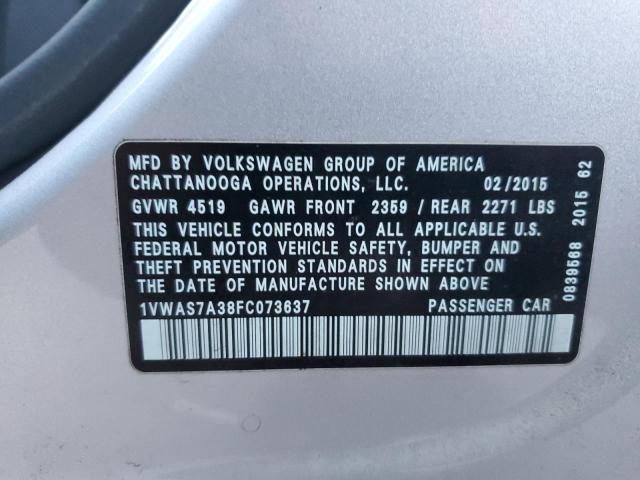 MFD BY VOLKSWAGEN GROUP OF AMERICA
CHATTANOOGA OPERATIONS, LLC. 02/2015
GVWR 4519 GAWR FRONT 2359 / REAR 2271 LBS
THIS VEHICLE CONFORMS TO ALL APPLICABLE U.S.
FEDERAL MOTOR VEHICLE SAFETY, BUMPER AND
THEFT PREVENTION STANDARDS IN EFFECT ON
THE DATE OF MANUFACTURE SHOWN ABOVE
1VWAS7A38FC073637 PASSENGER CAR
0839568 2015 62